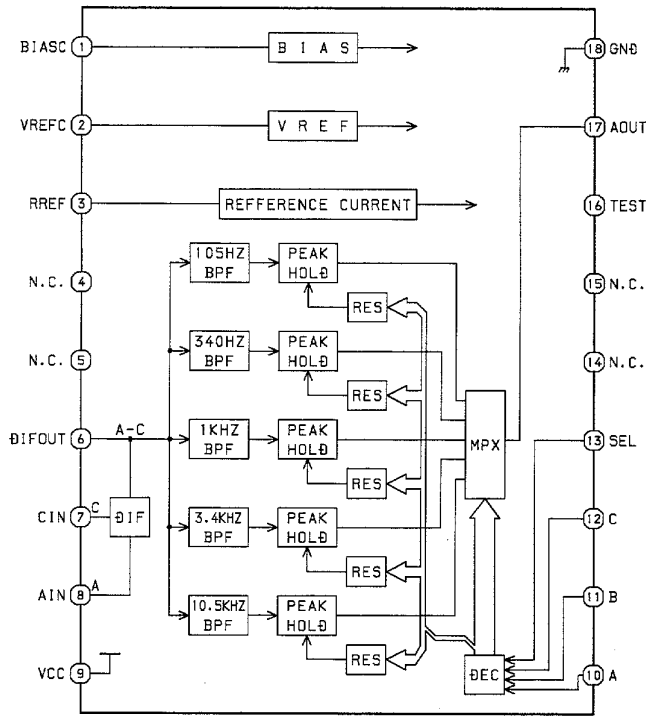 BIASC 1 BIAS 18 GND
VREFC 2 VREF 17 AOUT
RREF 3 REFFERENCE CURRENT 16 TEST
105HZ BPF
PEAK HOLD
N.C. 4
15 N.C.
RES
340HZ BPF
PEAK HOLD
N.C. 5
14 N.C.
RES
DIFOUT 6
A-C
1KHZ BPF
PEAK HOLD
MPX
13 SEL
RES
CIN 7
C
DIF
3.4KHZ BPF
PEAK HOLD
12 C
RES
AIN 8
A
10.5KHZ BPF
PEAK HOLD
11 B
RES
VCC 9
DEC
10 A